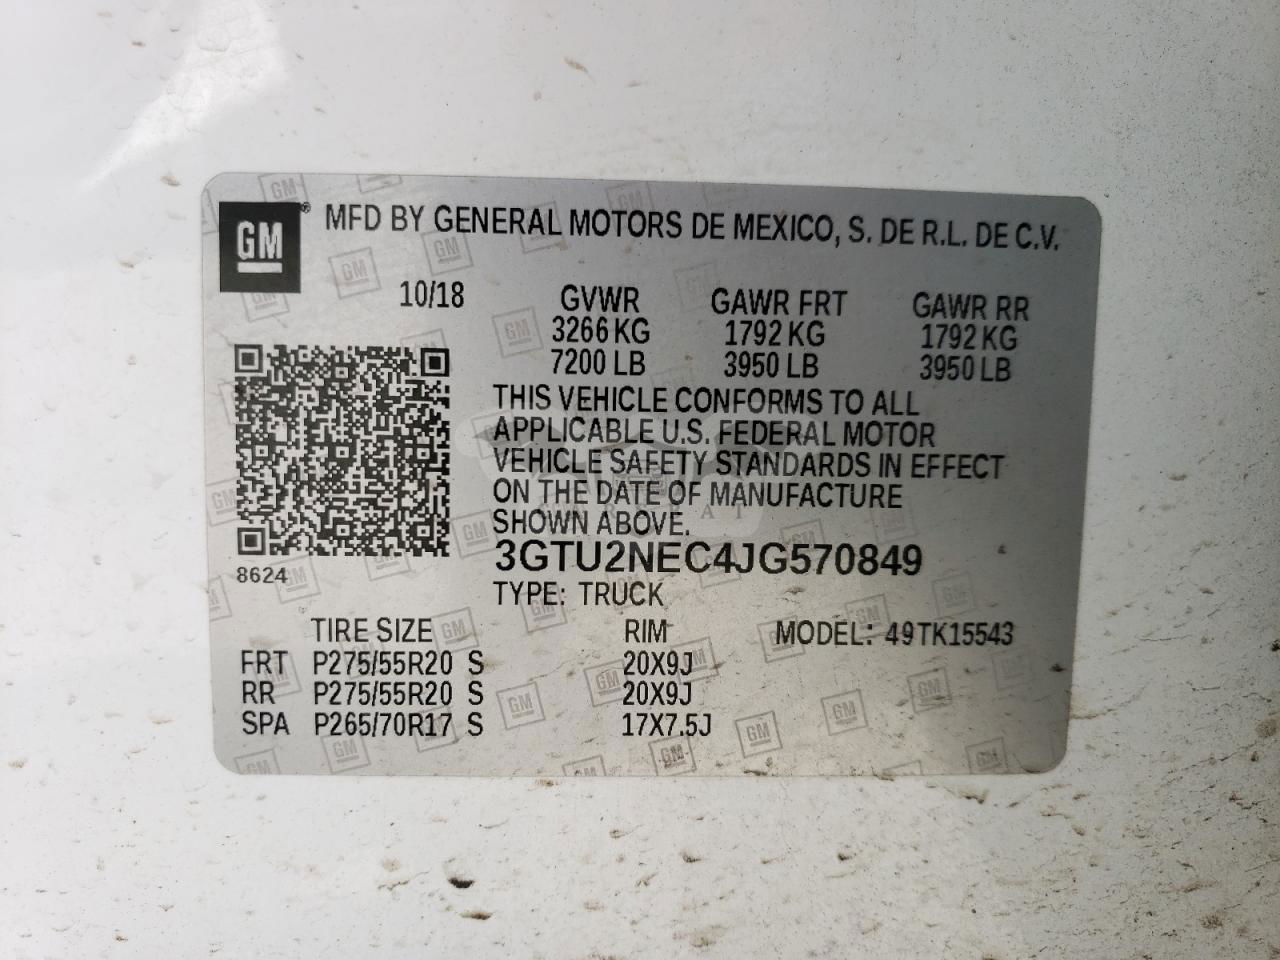 GM ® MFD BY GENERAL MOTORS DE MEXICO, S. DE R.L. DE C.V.
10/18 GVWR GAWR FRT GAWR RR
3266 KG 1792 KG 1792 KG
7200 LB 3950 LB 3950 LB
THIS VEHICLE CONFORMS TO ALL
APPLICABLE U.S. FEDERAL MOTOR
VEHICLE SAFETY STANDARDS IN EFFECT
ON THE DATE OF MANUFACTURE
SHOWN ABOVE.
3GTU2NEC4JG570849
8624
TYPE: TRUCK
TIRE SIZE RIM MODEL: 49TK15543
FRT P275/55R20 S 20X9J
RR P275/55R20 S 20X9J
SPA P265/70R17 S 17X7.5J